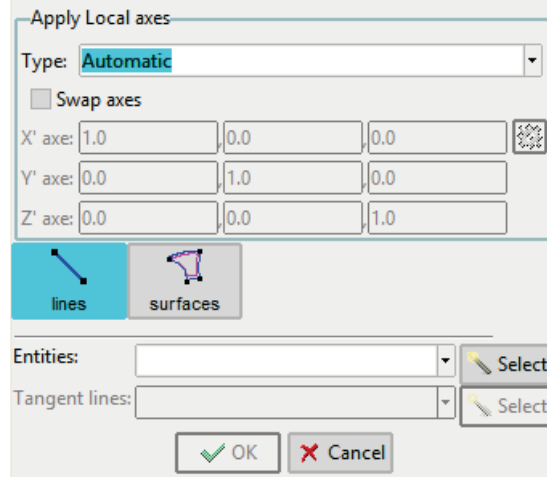 Apply Local axes
Type: Automatic
Swap axes
X' axe: 1.0 ,0.0 ,0.0
Y' axe: 0.0 ,1.0 ,0.0
Z' axe: 0.0 ,0.0 ,1.0
lines surfaces
Entities: Select
Tangent lines: Select
OK Cancel